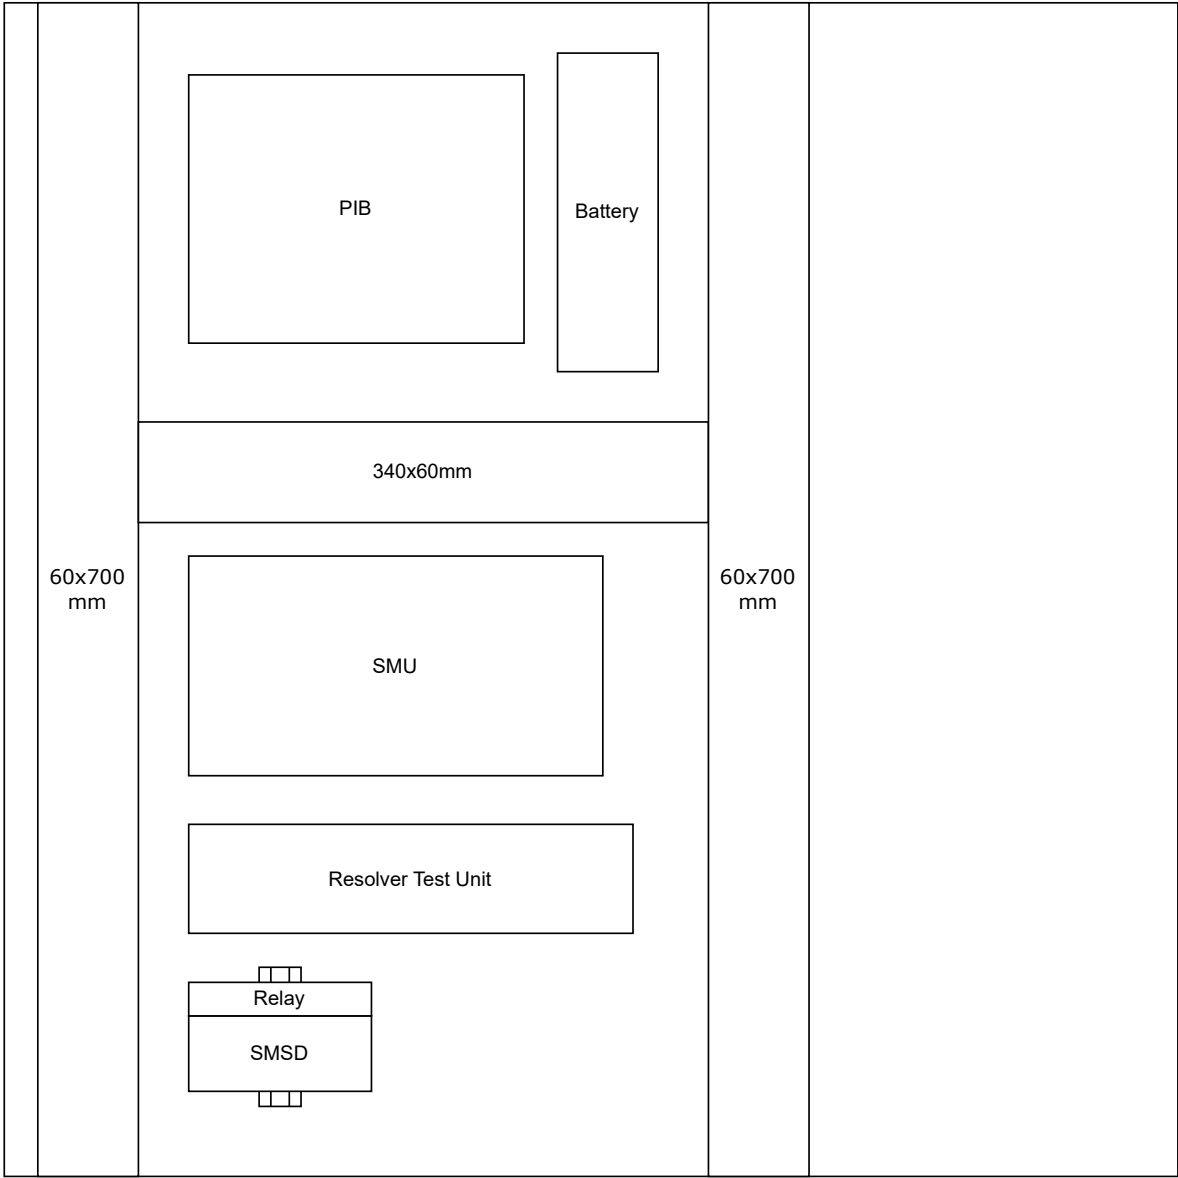 PIB
Battery
340x60mm
60x700
mm
60x700
mm
SMU
Resolver Test Unit
Relay
SMSD